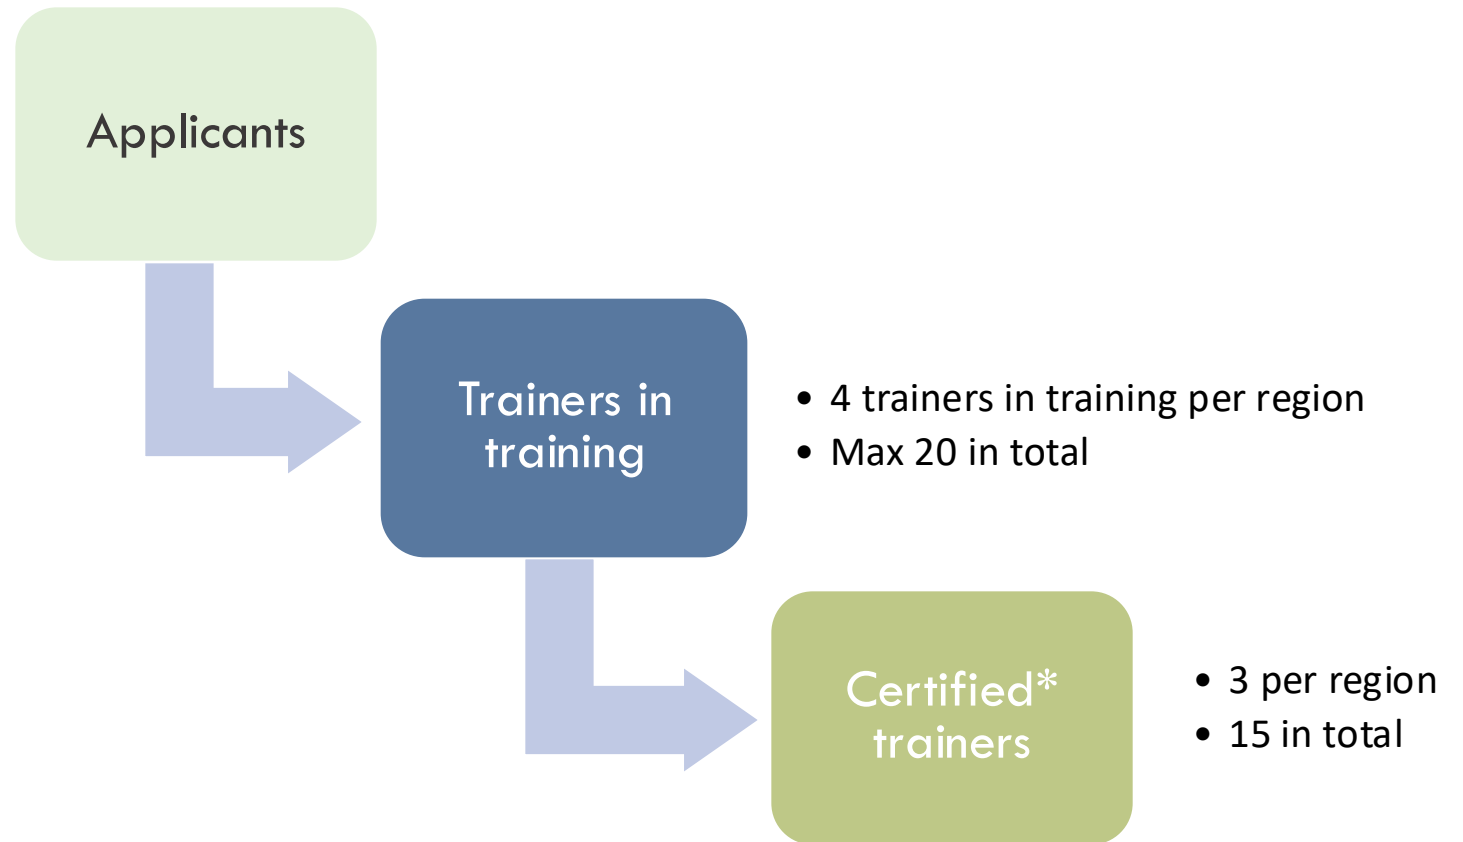 Applicants
Trainers in
training
• 4 trainers in training per region
• Max 20 in total
Certified*
trainers
• 3 per region
• 15 in total